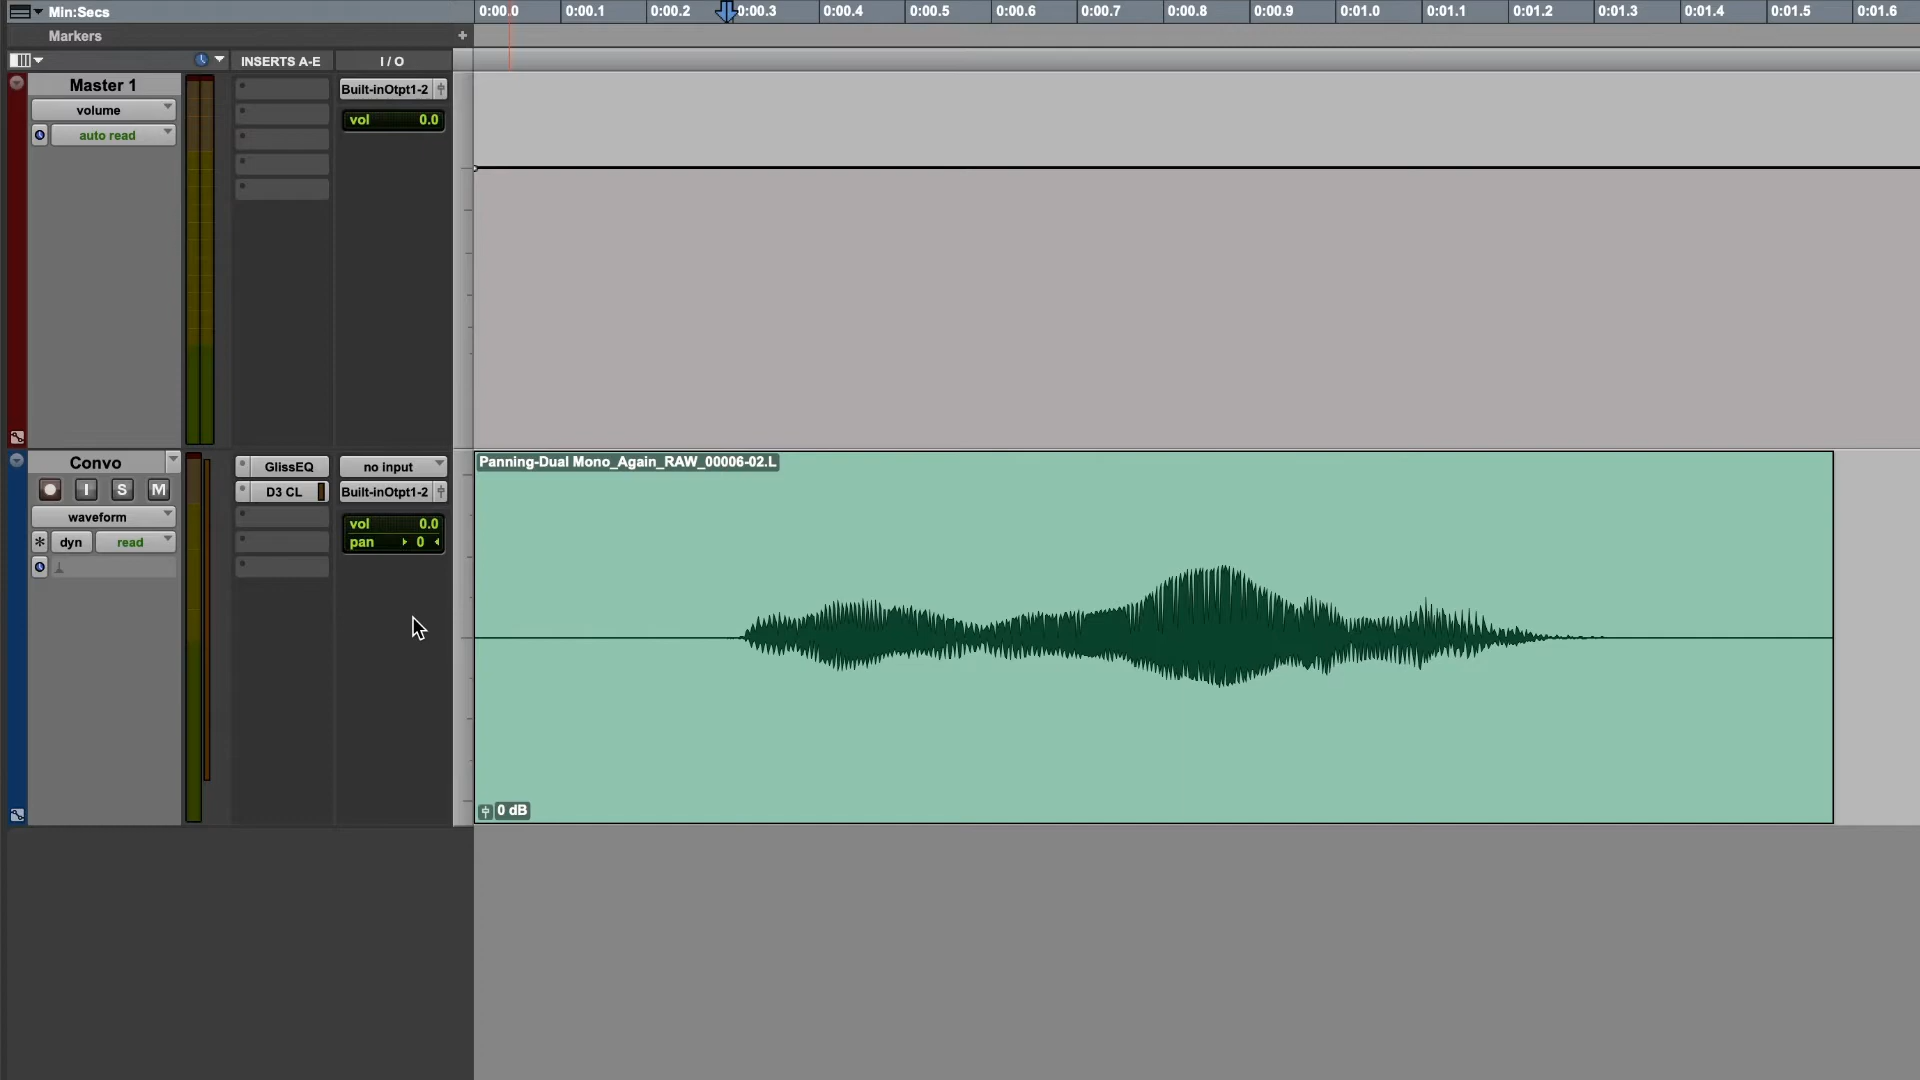 Min:Secs
0:00.0 0:00.1 0:00.2 0:00.3 0:00.4 0:00.5 0:00.6 0:00.7 0:00.8 0:00.9 0:01.0 0:01.1 0:01.2 0:01.3 0:01.4 0:01.5 0:01.6
Markers
INSERTS A-E
I / O
Master 1
volume
auto read
Built-inOtpt1-2
vol 0.0
Convo
I S M
waveform
dyn read
GlissEQ
D3 CL
no input
Built-inOtpt1-2
vol 0.0
pan 0
Panning-Dual Mono_Again_RAW_00006-02.L
0 dB